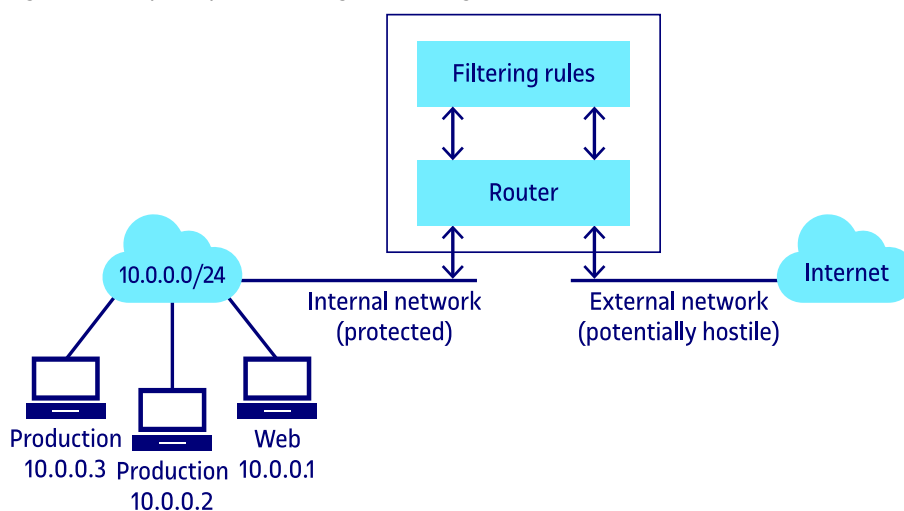 Filtering rules
Router
10.0.0.0/24
Internet
Internal network
(protected)
External network
(potentially hostile)
Production
10.0.0.3
Production
10.0.0.2
Web
10.0.0.1